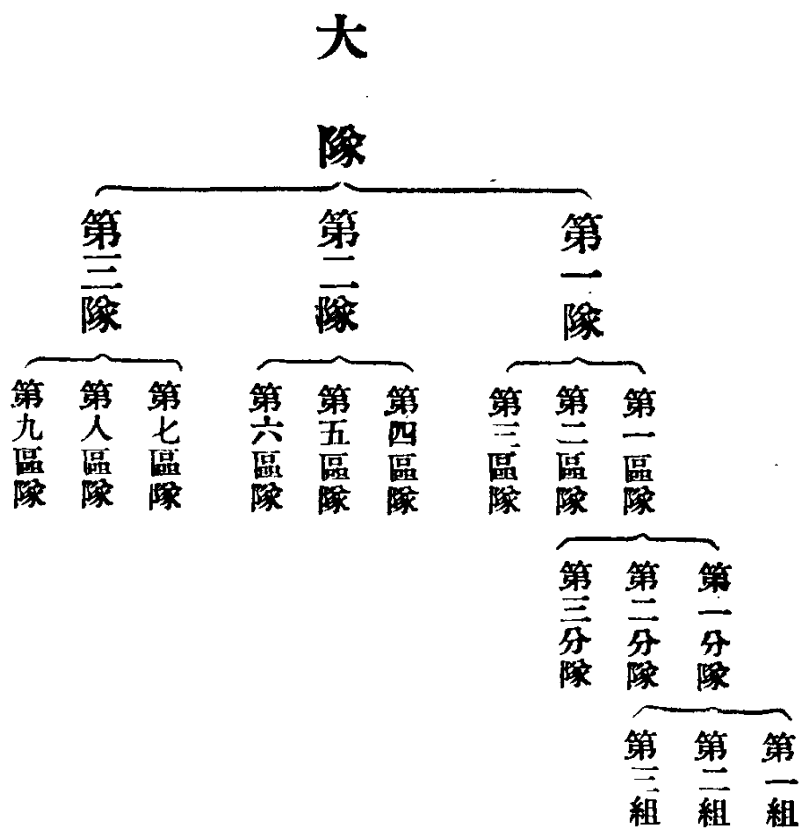 大隊
第一隊
第二隊
第三隊
第一區隊
第二區隊
第三區隊
第四區隊
第五區隊
第六區隊
第七區隊
第人區隊
第九區隊
第一分隊
第二分隊
第三分隊
第一組
第二組
第三組